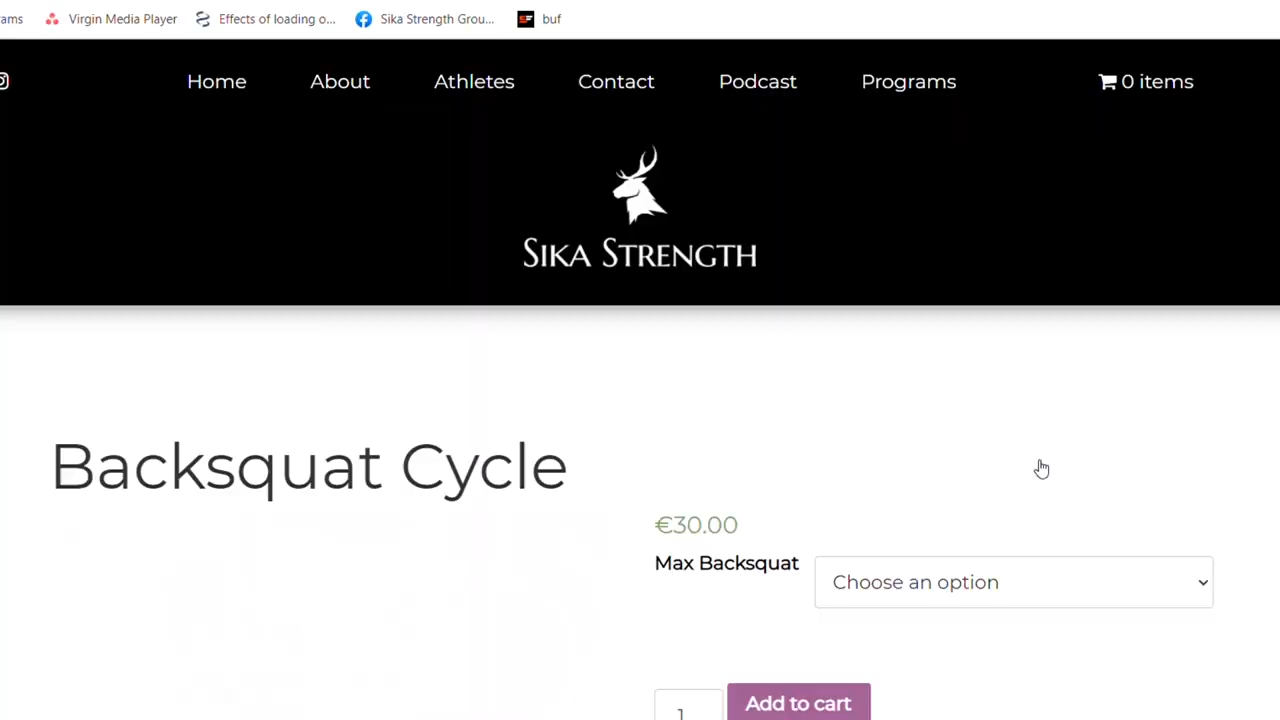 rams Virgin Media Player Effects of loading o... Sika Strength Grou... buf
Home About Athletes Contact Podcast Programs 0 items
SIKA STRENGTH
Backsquat Cycle
€30.00
Max Backsquat Choose an option
1 Add to cart